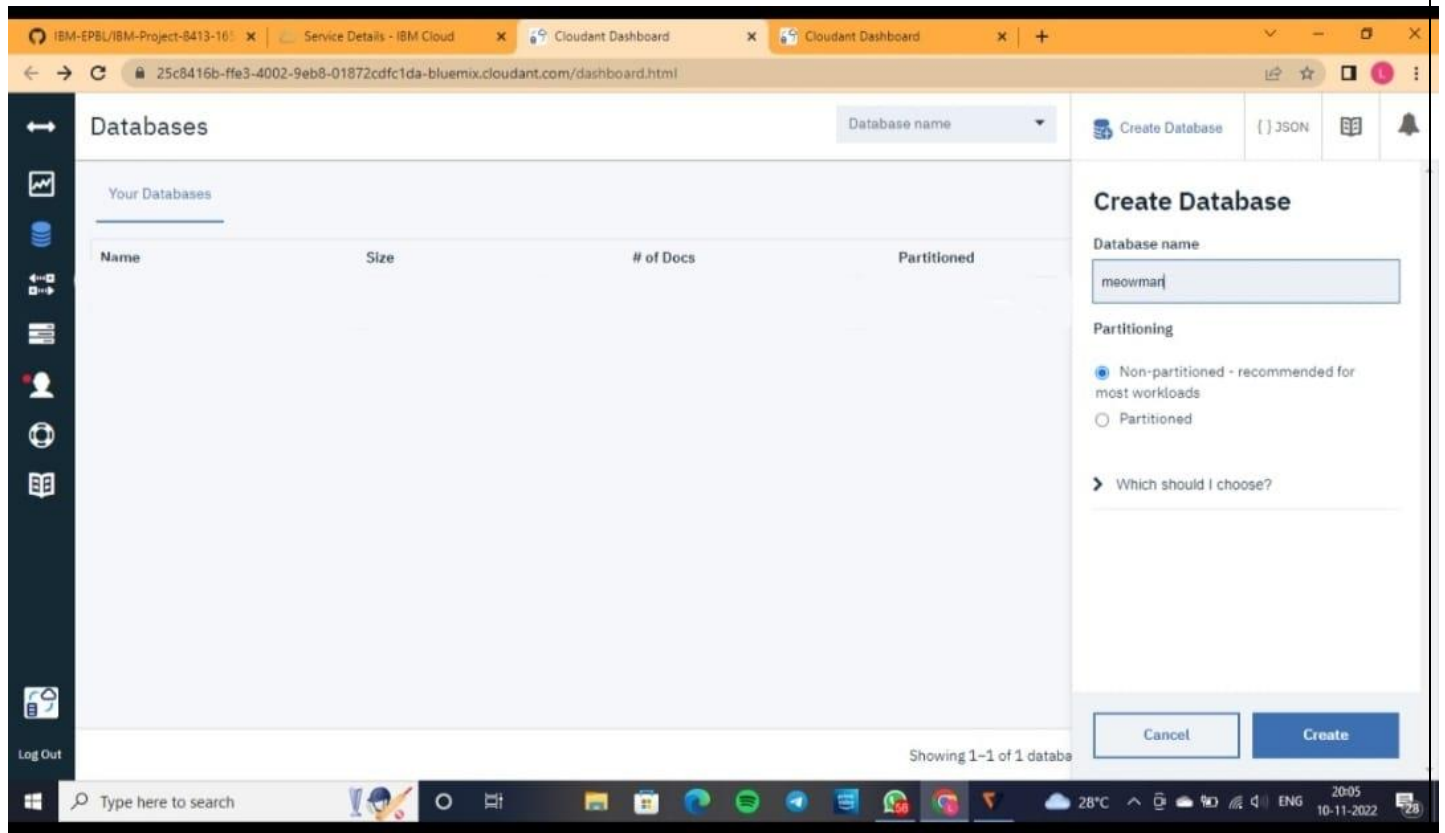 IBM-EPBL/IBM-Project-8413-165
Service Details - IBM Cloud
Cloudant Dashboard
Cloudant Dashboard
25c8416b-ffe3-4002-9eb8-01872cdfc1da-bluemix.cloudant.com/dashboard.html
L
Databases
Database name
Create Database
{ } JSON
Your Databases
Name Size # of Docs Partitioned
Create Database
Database name
meowman
Partitioning
Non-partitioned - recommended for
most workloads
Partitioned
Which should I choose?
Cancel
Create
Log Out
Showing 1–1 of 1 databa
Type here to search
28°C
ENG
20:05
10-11-2022
28